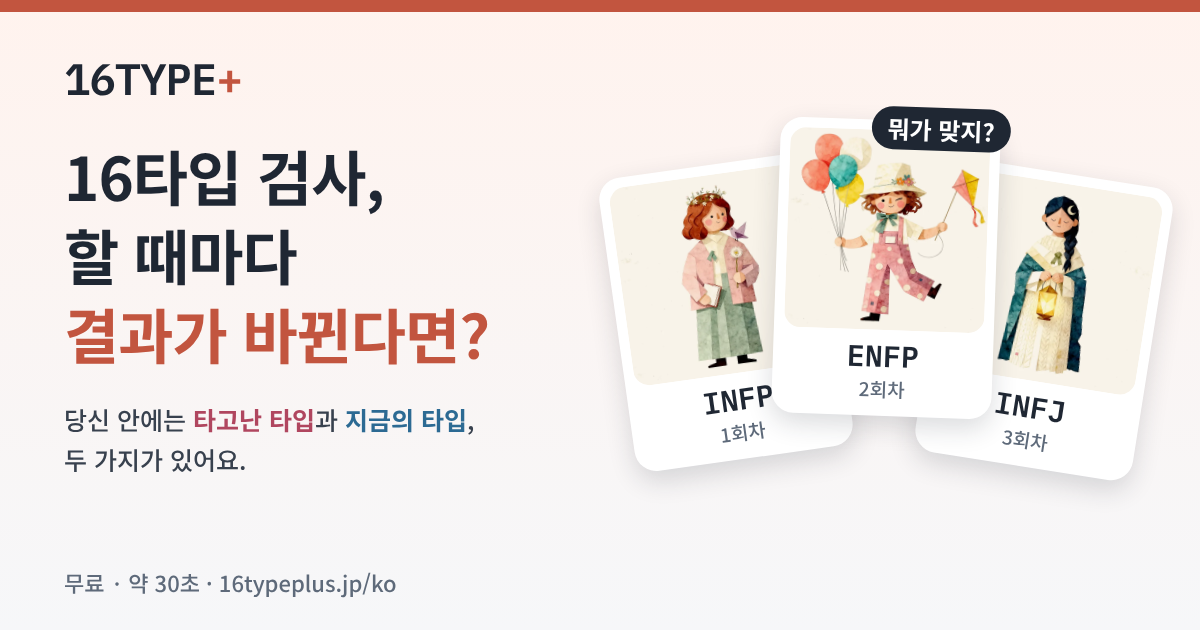 16TYPE+
16타입 검사,
할 때마다
결과가 바뀐다면?
당신 안에는 타고난 타입과 지금의 타입,
두 가지가 있어요.
무료 · 약 30초 · 16typeplus.jp/ko
INFP
1회차
뭐가 맞지?
ENFP
2회차
INFJ
3회차